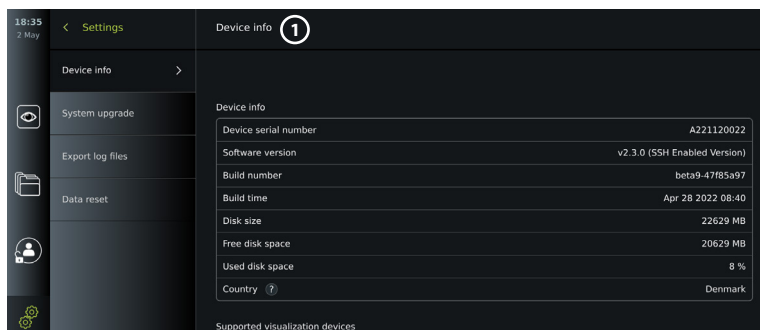 18:35
2 May
Settings
Device info
1
Device info
System upgrade
Export log files
Data reset
Device info
Device serial number A221120022
Software version v2.3.0 (SSH Enabled Version)
Build number beta9-47f85a97
Build time Apr 28 2022 08:40
Disk size 22629 MB
Free disk space 20629 MB
Used disk space 8 %
Country ? Denmark
Supported visualization devices